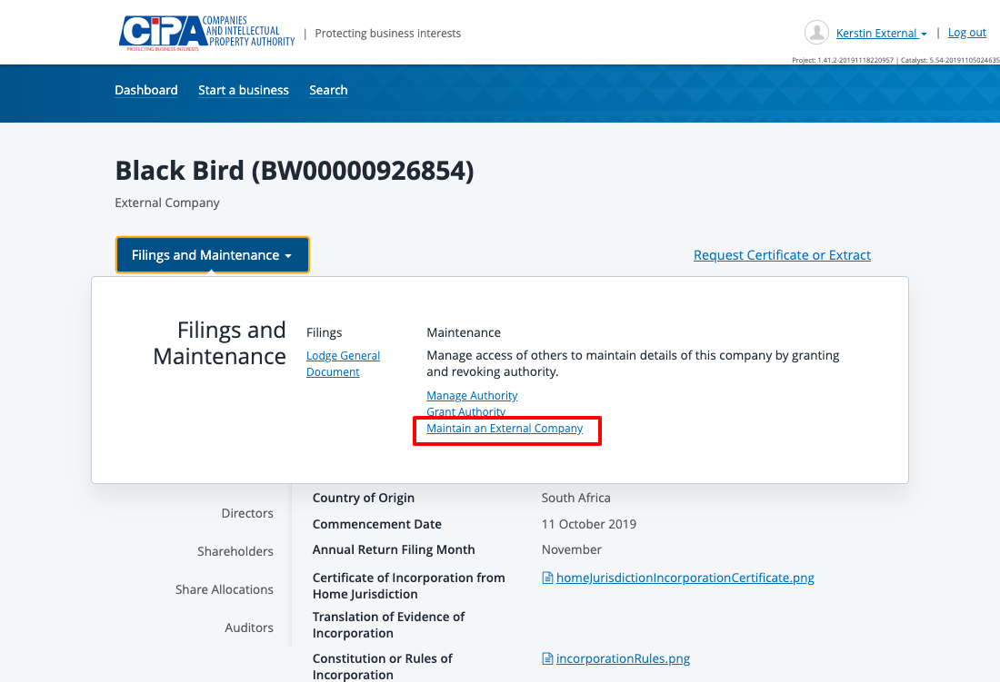 CIPA
COMPANIES
AND INTELLECTUAL
PROPERTY AUTHORITY
PROTECTING BUSINESS INTERESTS
| Protecting business interests
Kerstin External | Log out
Project: 1.41.2-20191118220957 | Catalyst: 5.54-20191105024635
Dashboard Start a business Search
Black Bird (BW00000926854)
External Company
Filings and Maintenance
Request Certificate or Extract
Filings and
Maintenance
Filings
Lodge General
Document
Maintenance
Manage access of others to maintain details of this company by granting
and revoking authority.
Manage Authority
Grant Authority
Maintain an External Company
Directors
Shareholders
Share Allocations
Auditors
Country of Origin South Africa
Commencement Date 11 October 2019
Annual Return Filing Month November
Certificate of Incorporation from homeJurisdictionIncorporationCertificate.png
Home Jurisdiction
Translation of Evidence of
Incorporation
Constitution or Rules of incorporationRules.png
Incorporation